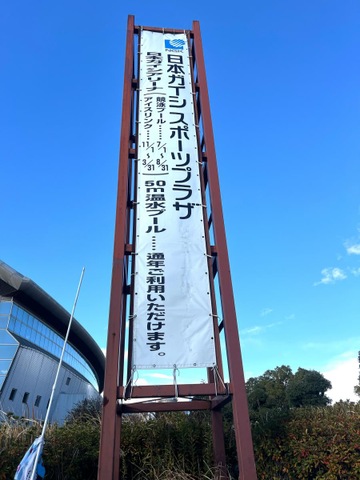 NESPA
日本ガイシ スポーツプラザ
日本ガイシアリーナ
競泳プール……7/1〜8/31
アイスリンク……11/1〜3/31
50m温水プール……通年ご利用いただけます。